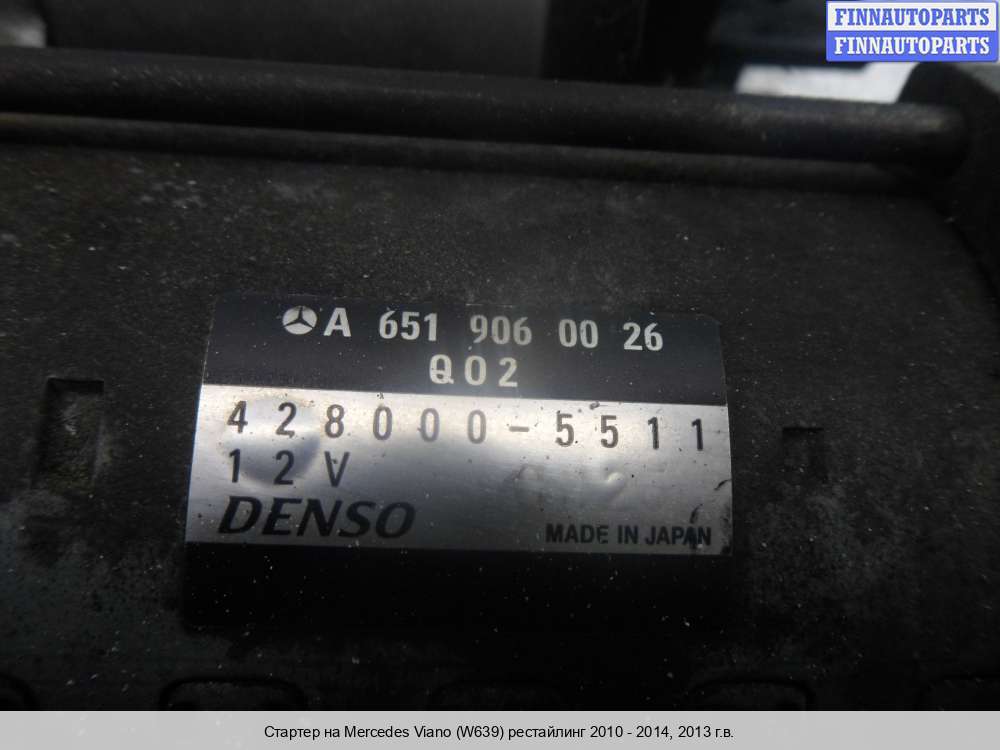 FINNAUTOPARTS
FINNAUTOPARTS
A 651 906 00 26
Q02
428000-5511
12V
DENSO
MADE IN JAPAN
Стартер на Mercedes Viano (W639) рестайлинг 2010 - 2014, 2013 г.в.